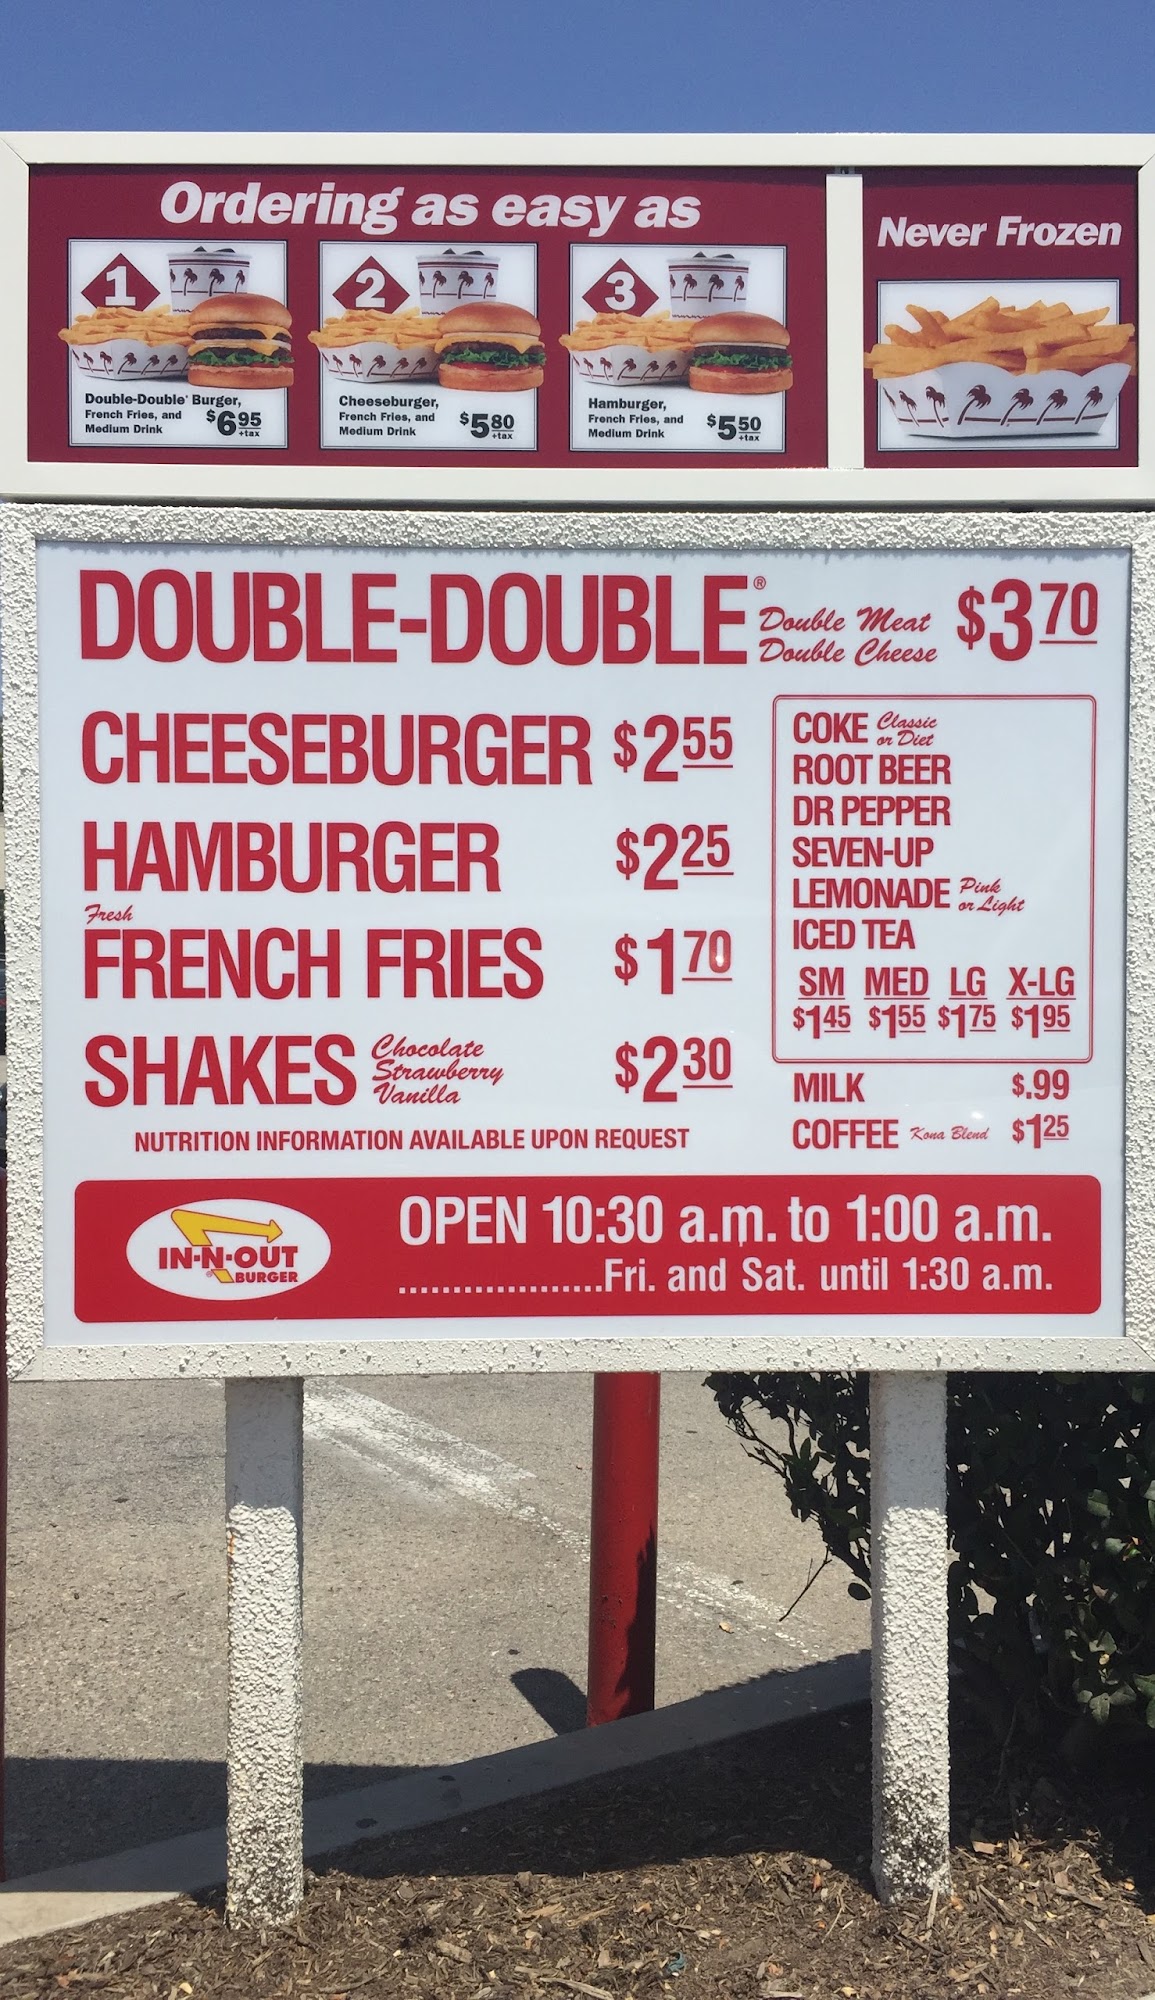 Ordering as easy as
1
Double-Double® Burger,
French Fries, and
Medium Drink
$6.95
+tax
2
Cheeseburger,
French Fries, and
Medium Drink
$5.80
+tax
3
Hamburger,
French Fries, and
Medium Drink
$5.50
+tax
Never Frozen
DOUBLE-DOUBLE® Double Meat Double Cheese $3.70
CHEESEBURGER $2.55
HAMBURGER $2.25
Fresh
FRENCH FRIES $1.70
SHAKES Chocolate Strawberry Vanilla $2.30
NUTRITION INFORMATION AVAILABLE UPON REQUEST
COKE Classic or Diet
ROOT BEER
DR PEPPER
SEVEN-UP
LEMONADE Pink or Light
ICED TEA
SM MED LG X-LG
$1.45 $1.55 $1.75 $1.95
MILK $.99
COFFEE Kona Blend $1.25
IN-N-OUT
® BURGER
OPEN 10:30 a.m. to 1:00 a.m.
...................Fri. and Sat. until 1:30 a.m.